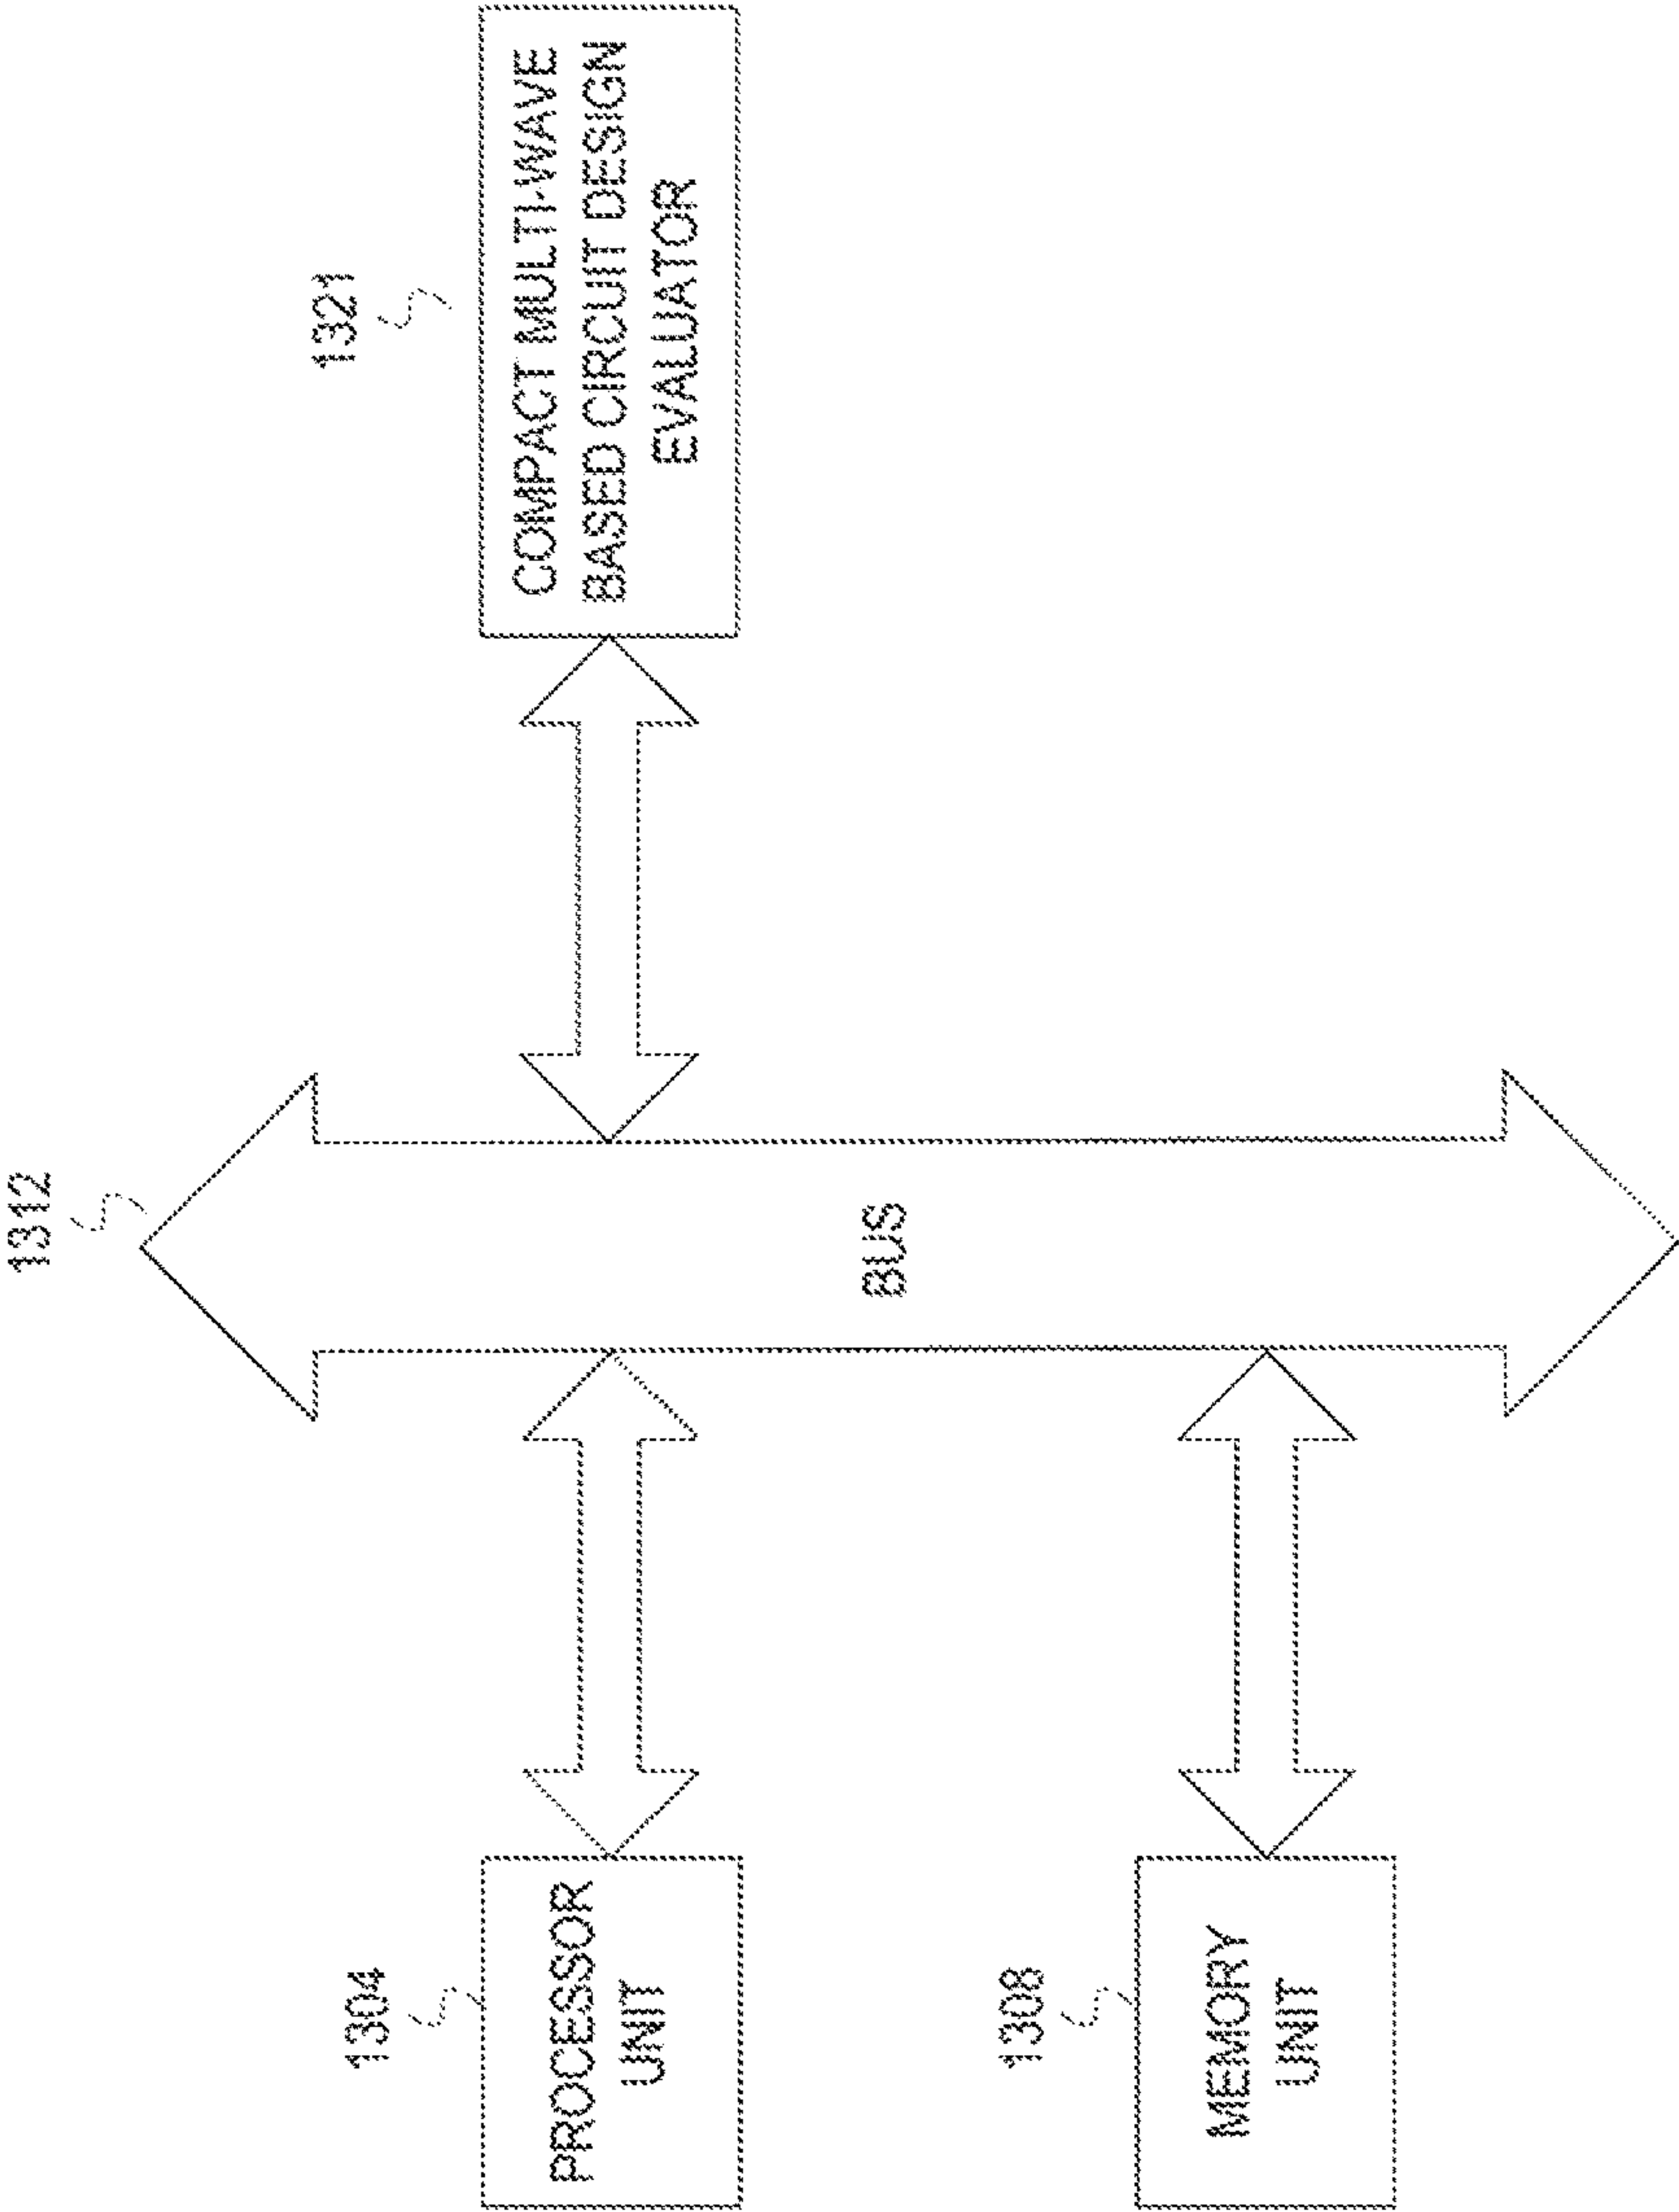 1312
1321
COMPACT MULTI-WAVE
BASED CIRCUIT DESIGN
EVALUATOR
1304
PROCESSOR
UNIT
BUS
1308
MEMORY
UNIT